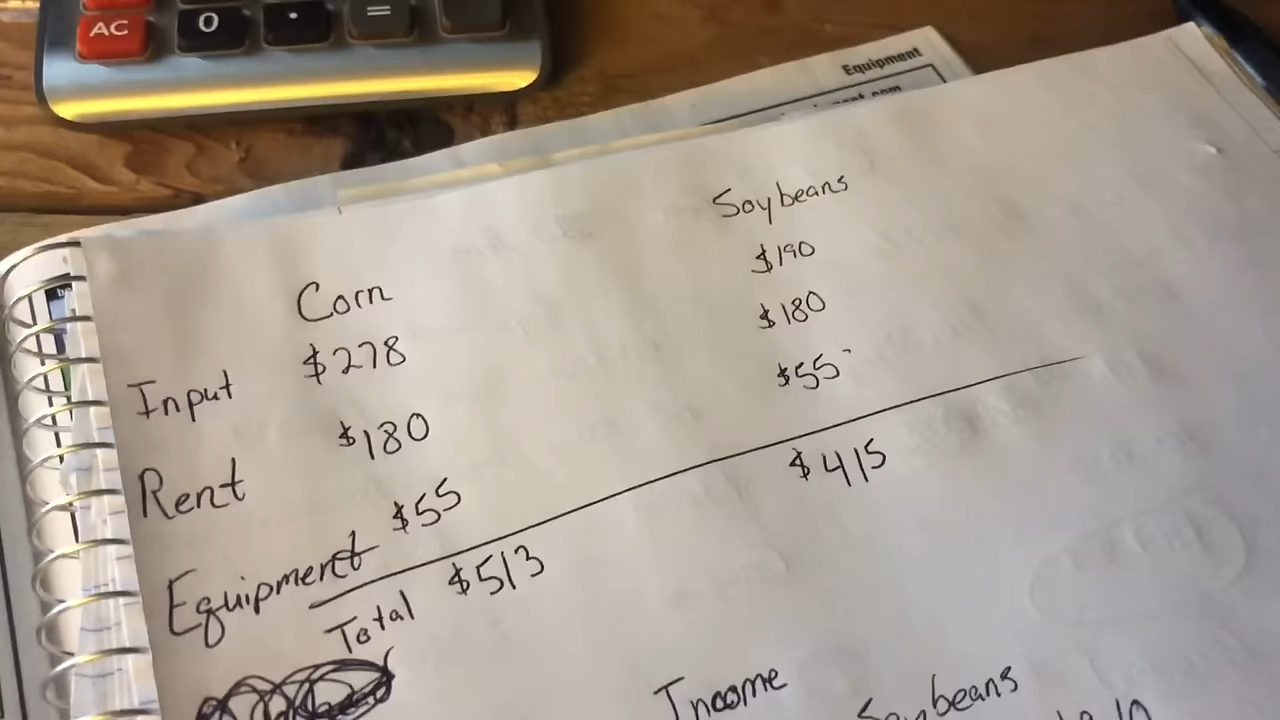 AC 0 . =
Equipment
Corn Soybeans
Input $278 $190
Rent $180 $180
Equipment $55 $55
Total $513 $415
Income
Soybeans